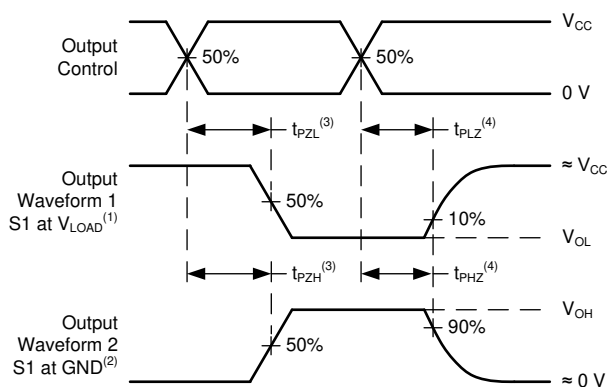 V_CC
Output
Control
50%
50%
0 V
t_PZL^(3)
t_PLZ^(4)
≈ V_CC
Output
Waveform 1
S1 at V_LOAD^(1)
50%
10%
V_OL
t_PZH^(3)
t_PHZ^(4)
V_OH
Output
Waveform 2
S1 at GND^(2)
50%
90%
≈ 0 V